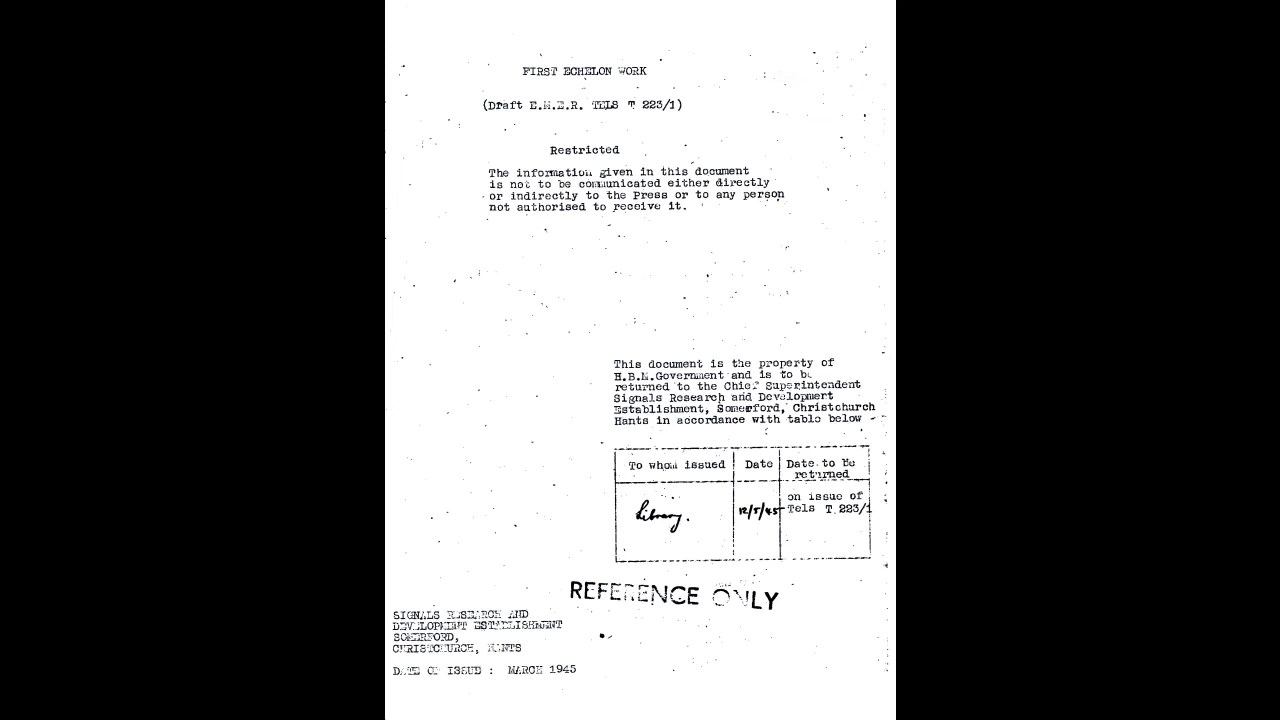 FIRST ECHELON WORK
(Draft E.M.E.R. TELS T 223/1)
Restricted
The information given in this document
is not to be communicated either directly
or indirectly to the Press or to any person
not authorised to receive it.
This document is the property of
H.B.M.Government and is to be
returned to the Chief Superintendent
Signals Research and Development
Establishment, Somerford, Christchurch
Hants in accordance with table below -
To whom issued Date Date to be
returned
Library. 12/5/45 on issue of
Tels T 223/1
REFERENCE ONLY
SIGNALS RESEARCH AND
DEVELOPMENT ESTABLISHMENT
SOMERFORD,
CHRISTCHURCH, HANTS
DATE OF ISSUE : MARCH 1945